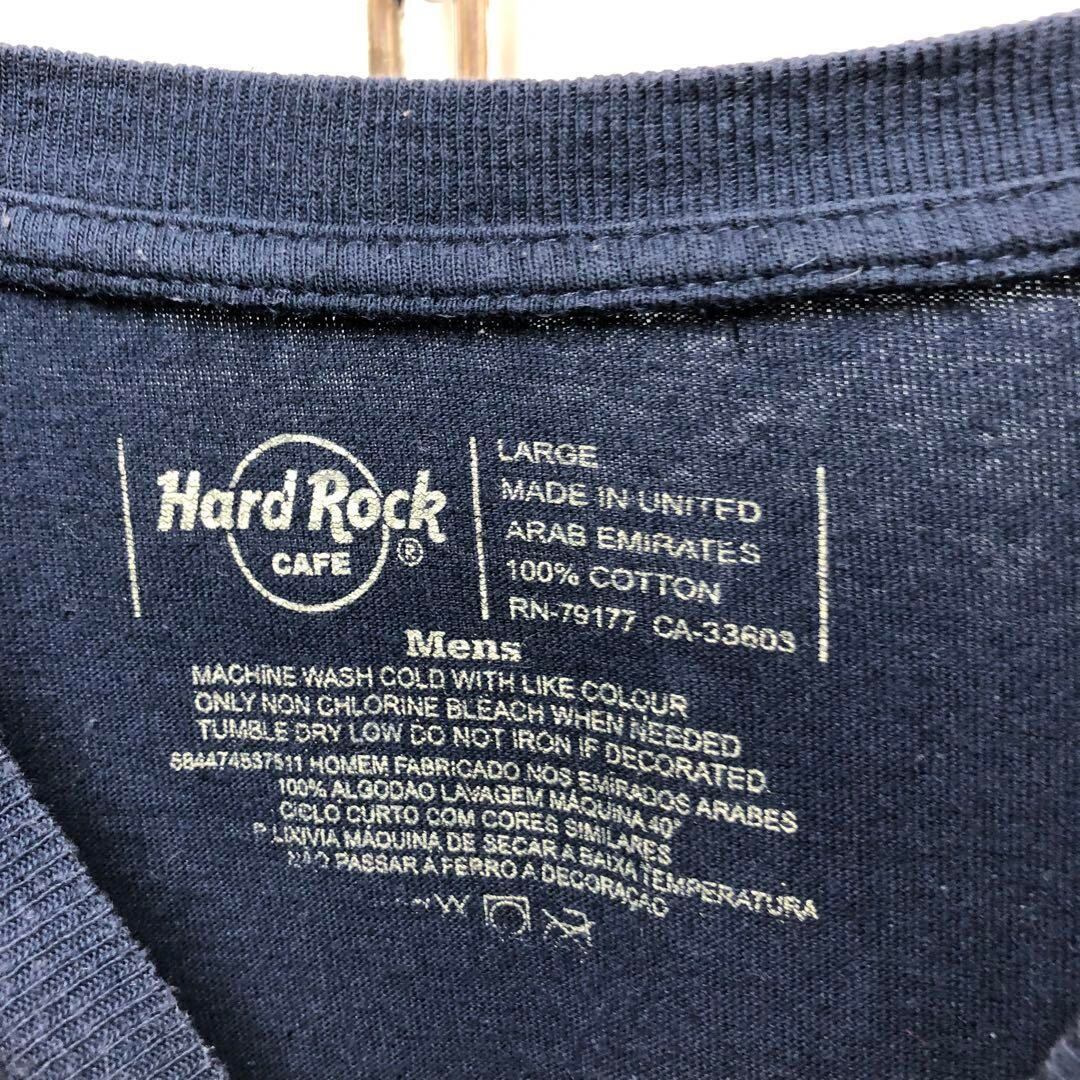 Hard Rock
CAFE
®
LARGE
MADE IN UNITED
ARAB EMIRATES
100% COTTON
RN-79177 CA-33603
Mens
MACHINE WASH COLD WITH LIKE COLOUR
ONLY NON CHLORINE BLEACH WHEN NEEDED
TUMBLE DRY LOW DO NOT IRON IF DECORATED.
HOMEM FABRICADO NOS EMIRADOS ARABES
100% ALGODAO LAVAGEM MÁQUINA 40°
CICLO CURTO COM CORES SIMILARES
LIXIVIA MÁQUINA DE SECAR A BAIXA TEMPERATURA
NÃO PASSAR A FERRO A DECORAÇAO